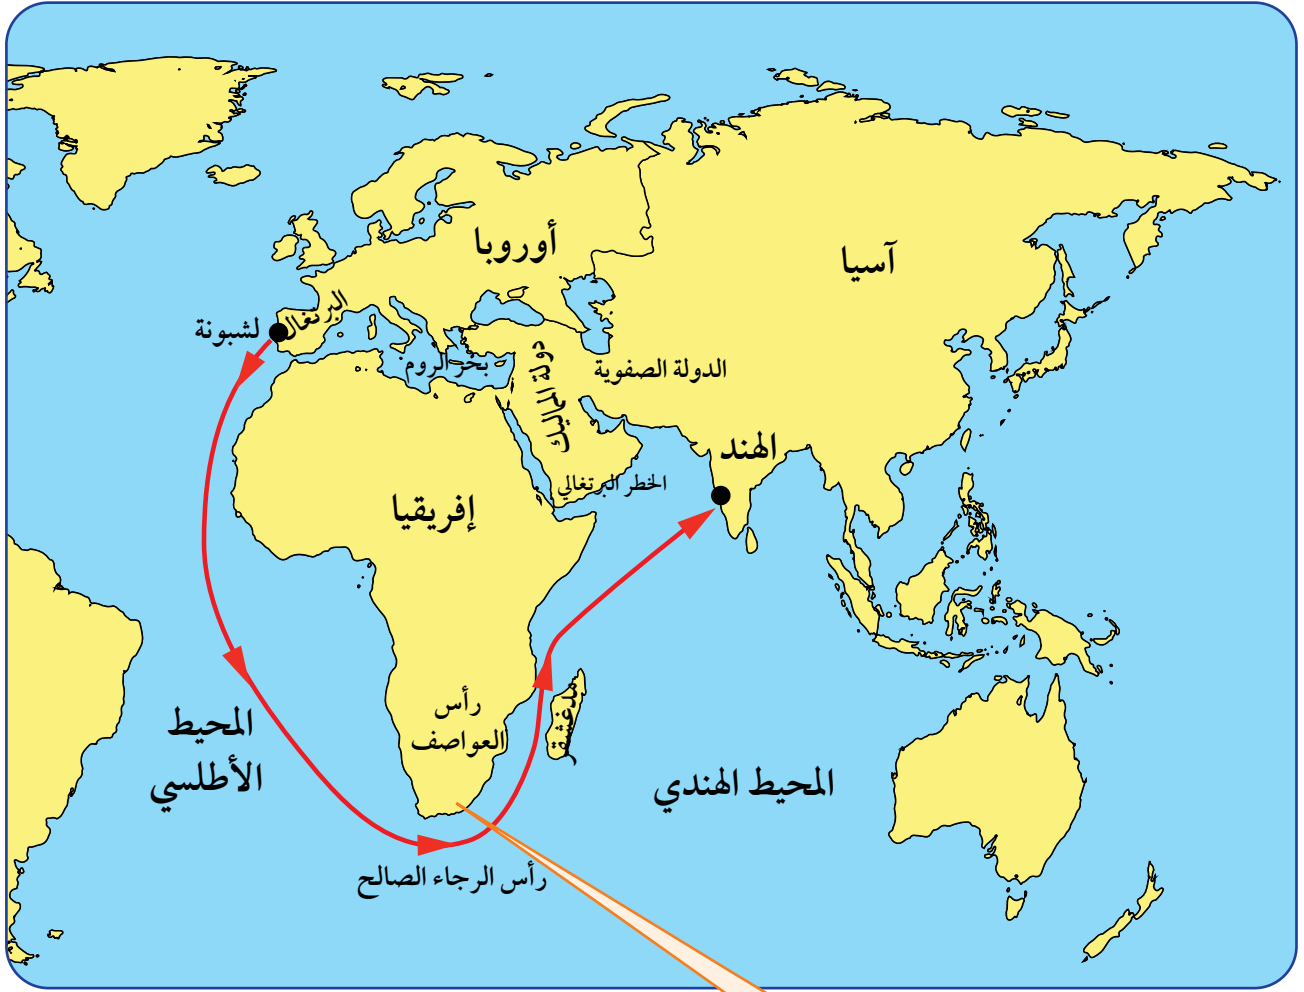 أوروبا
آسيا
البرتغال
لشبونة
بحر الروم
دولة المماليك
الدولة الصفوية
الهند
الخطر البرتغالي
إفريقيا
رأس
العواصف
مدغشقر
المحيط
الأطلسي
المحيط الهندي
رأس الرجاء الصالح